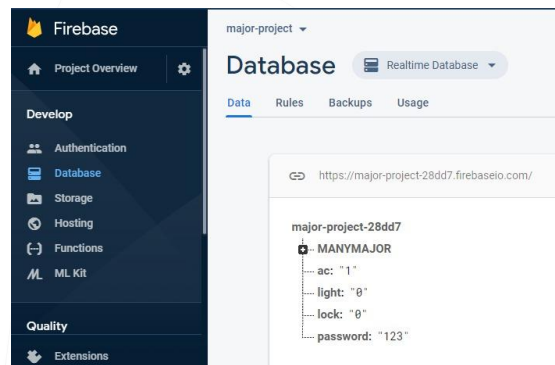 Firebase
Project Overview
Develop
Authentication
Database
Storage
Hosting
Functions
ML Kit
Quality
Extensions
major-project
Database
Realtime Database
Data Rules Backups Usage
https://major-project-28dd7.firebaseio.com/
major-project-28dd7
MANYMAJOR
ac: "1"
light: "0"
lock: "0"
password: "123"